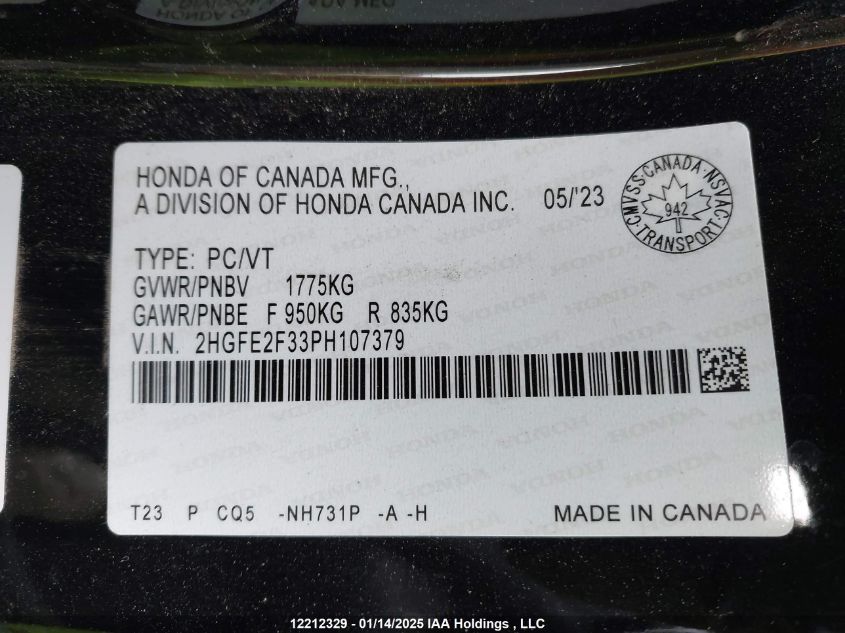 HONDA OF CANADA MFG.,
A DIVISION OF HONDA CANADA INC. 05/'23
CMVSS · CANADA · NSVAC · TRANSPORT
942
TYPE: PC/VT
GVWR/PNBV 1775KG
GAWR/PNBE F 950KG R 835KG
V.I.N. 2HGFE2F33PH107379
T23 P CQ5 -NH731P -A -H MADE IN CANADA
12212329 - 01/14/2025 IAA Holdings , LLC